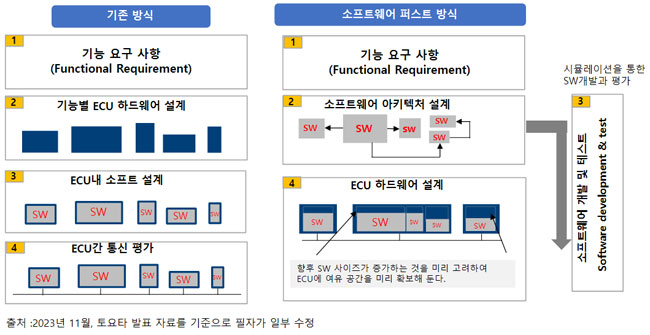 기존 방식
1
기능 요구 사항
(Functional Requirement)
2
기능별 ECU 하드웨어 설계
3
ECU내 소프트 설계
SW
SW
SW
SW
SW
4
ECU간 통신 평가
SW
SW
SW
SW
SW
소프트웨어 퍼스트 방식
1
기능 요구 사항
(Functional Requirement)
2
소프트웨어 아키텍처 설계
SW
SW
SW
SW
SW
4
ECU 하드웨어 설계
SW
SW
SW
SW
SW
향후 SW 사이즈가 증가하는 것을 미리 고려하여
ECU에 여유 공간을 미리 확보해 둔다.
시뮬레이션을 통한
SW개발과 평가
3
소프트웨어 개발 및 테스트
Software development & test
출처 :2023년 11월, 토요타 발표 자료를 기준으로 필자가 일부 수정